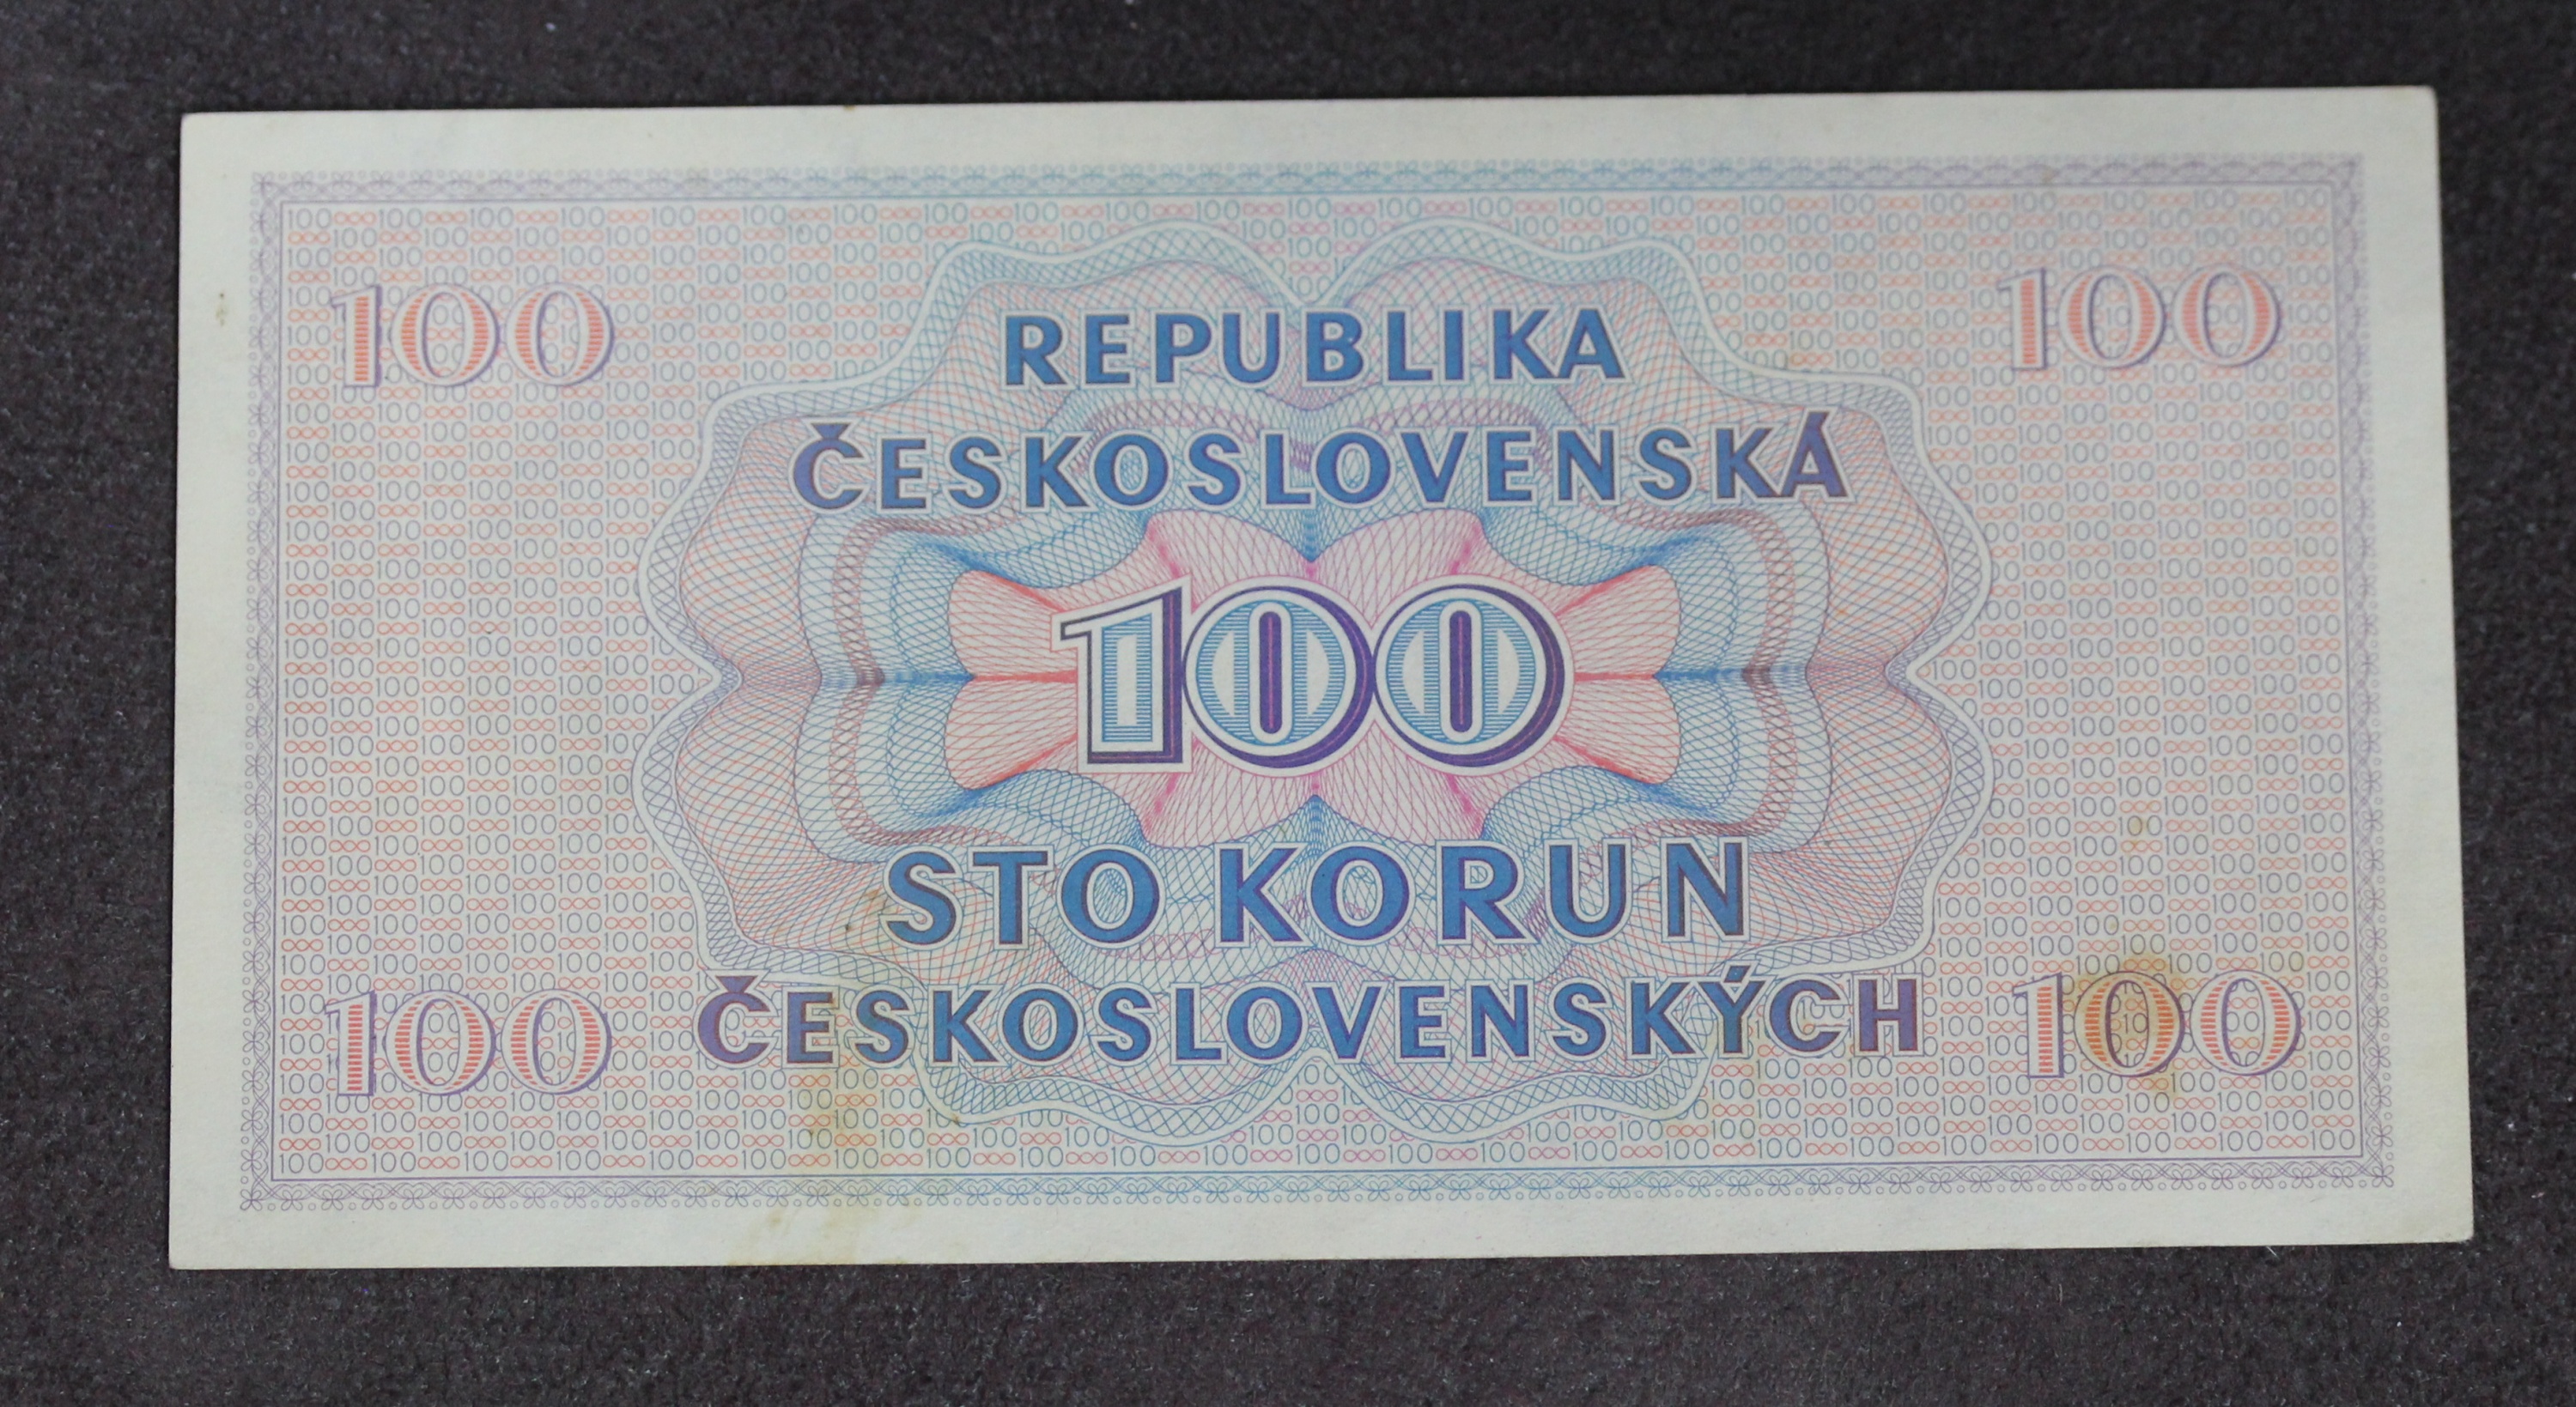 100 100
REPUBLIKA
ČESKOSLOVENSKÁ
100
STO KORUN
ČESKOSLOVENSKÝCH
100 100